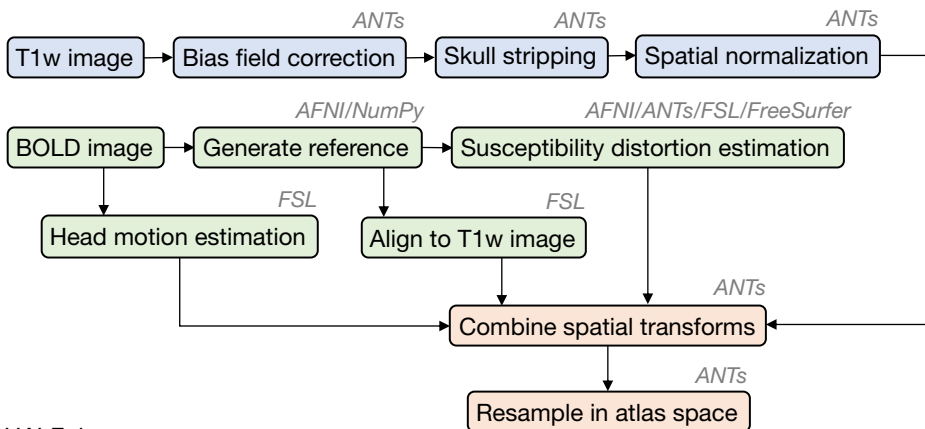 ANTs ANTs ANTs
T1w image Bias field correction Skull stripping Spatial normalization
AFNI/NumPy AFNI/ANTs/FSL/FreeSurfer
BOLD image Generate reference Susceptibility distortion estimation
FSL FSL
Head motion estimation Align to T1w image
ANTs
Combine spatial transforms
ANTs
Resample in atlas space